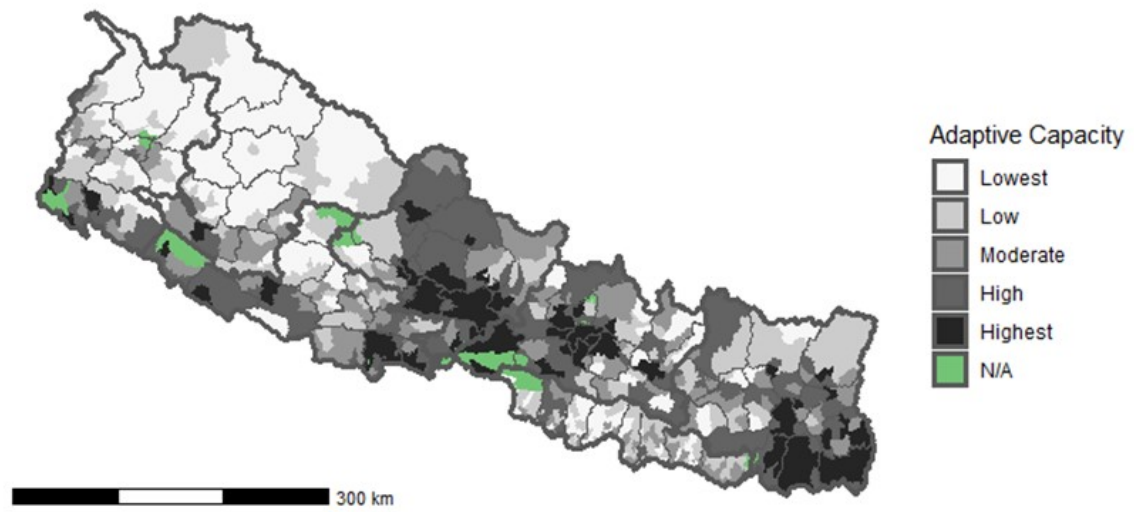 Adaptive Capacity
Lowest
Low
Moderate
High
Highest
N/A
300 km